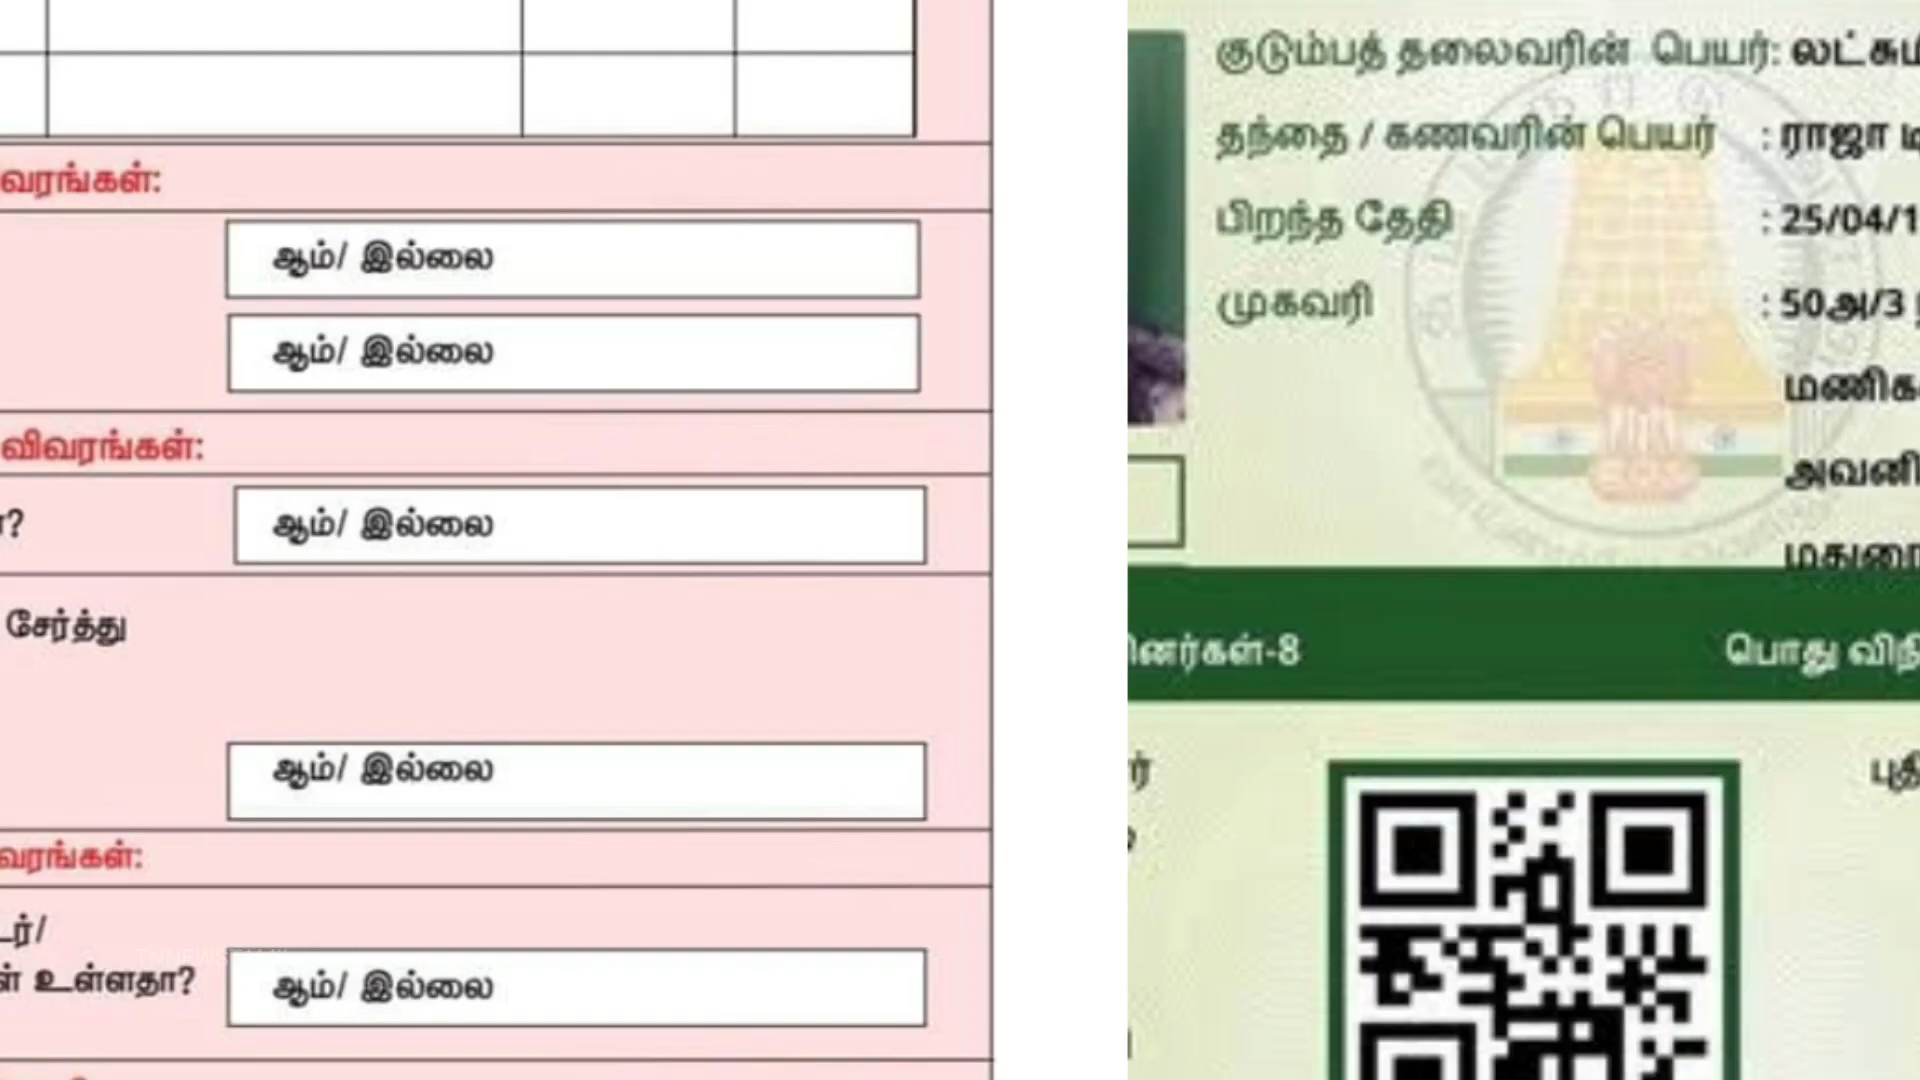 வரங்கள்:
ஆம்/ இல்லை
ஆம்/ இல்லை
விவரங்கள்:
ஆம்/ இல்லை
சேர்த்து
ஆம்/ இல்லை
வரங்கள்:
டர்/
உள்ளதா?
ஆம்/ இல்லை
குடும்பத் தலைவரின் பெயர்: லட்சுமி
தந்தை / கணவரின் பெயர் : ராஜா
பிறந்த தேதி : 25/04/1
முகவரி : 50அ/3
மணிக
அவனி
மதுரை
னர்கள்-8
பொது விநி
புதி